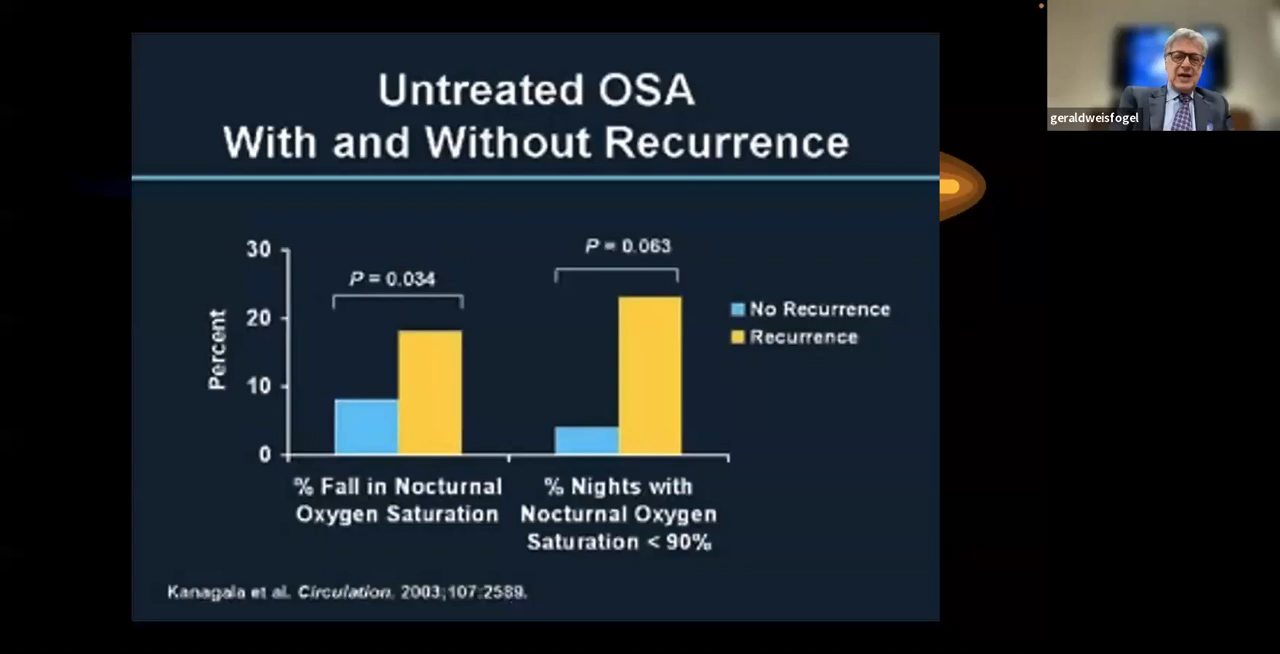 Untreated OSA
With and Without Recurrence
geraldweisfogel
30
20
10
0
Percent
P = 0.034
P = 0.063
No Recurrence
Recurrence
% Fall in Nocturnal
Oxygen Saturation
% Nights with
Nocturnal Oxygen
Saturation < 90%
Kanagala et al. Circulation. 2003;107:2589.